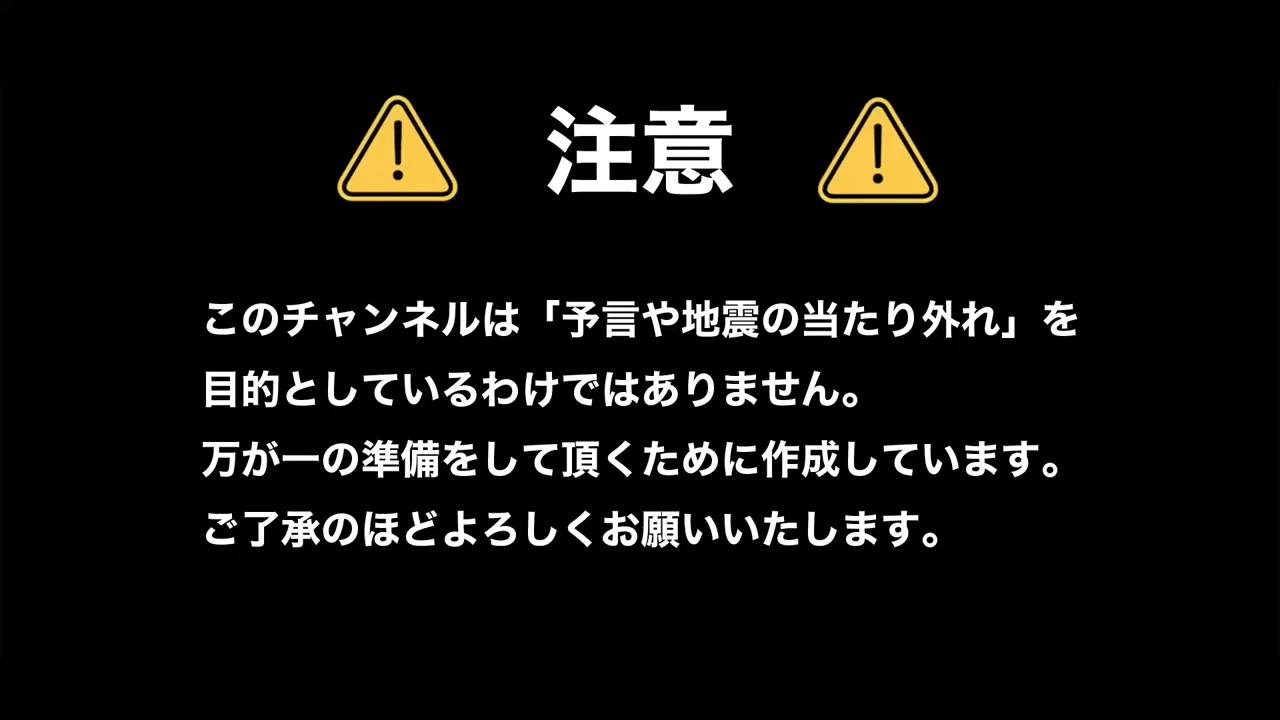 注意
このチャンネルは「予言や地震の当たり外れ」を
目的としているわけではありません。
万が一の準備をして頂くために作成しています。
ご了承のほどよろしくお願いいたします。